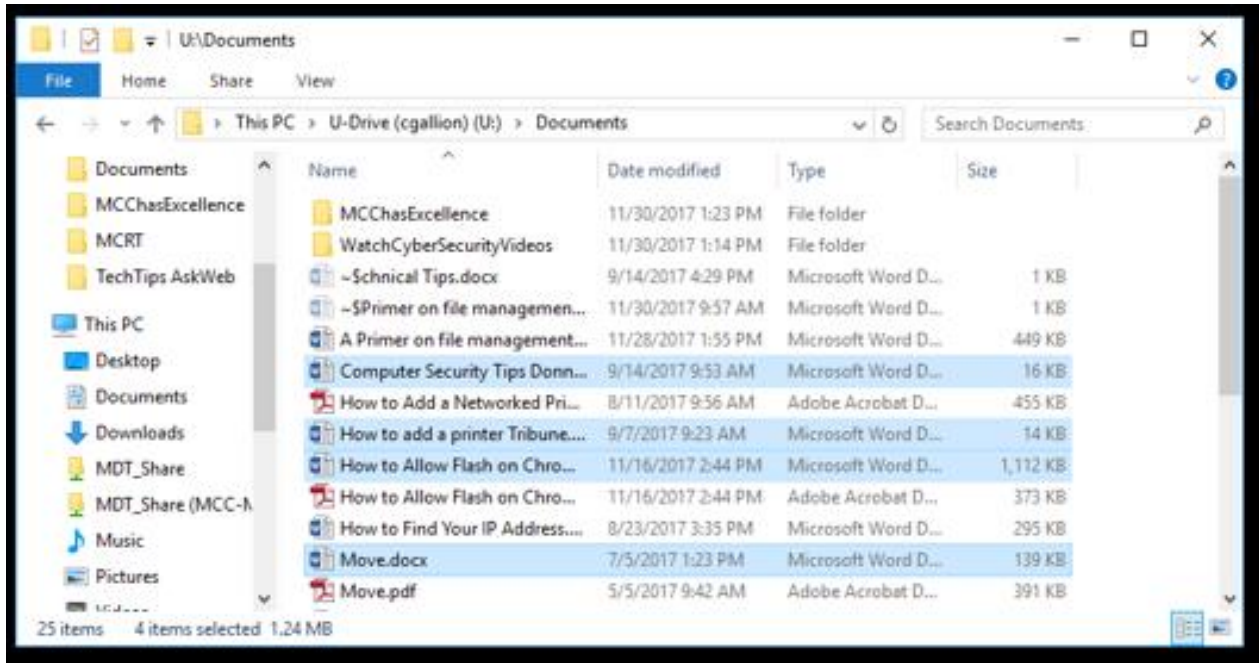 U:\Documents
File Home Share View
This PC > U-Drive (cgallion) (U:) > Documents Search Documents
Documents
MCChasExcellence
MCRT
TechTips AskWeb
This PC
Desktop
Documents
Downloads
MDT_Share
MDT_Share (MCC-M
Music
Pictures
Videos
Name Date modified Type Size
MCChasExcellence 11/30/2017 1:23 PM File folder
WatchCyberSecurityVideos 11/30/2017 1:14 PM File folder
~$chnical Tips.docx 9/14/2017 4:29 PM Microsoft Word D... 1 KB
~$Primer on file managemen... 11/30/2017 9:57 AM Microsoft Word D... 1 KB
A Primer on file management... 11/28/2017 1:55 PM Microsoft Word D... 449 KB
Computer Security Tips Donn... 9/14/2017 9:53 AM Microsoft Word D... 16 KB
How to Add a Networked Pri... 8/11/2017 9:56 AM Adobe Acrobat D... 455 KB
How to add a printer Tribune.... 9/7/2017 9:23 AM Microsoft Word D... 14 KB
How to Allow Flash on Chro... 11/16/2017 2:44 PM Microsoft Word D... 1,112 KB
How to Allow Flash on Chro... 11/16/2017 2:44 PM Adobe Acrobat D... 373 KB
How to Find Your IP Address.... 8/23/2017 3:35 PM Microsoft Word D... 295 KB
Move.docx 7/5/2017 1:23 PM Microsoft Word D... 139 KB
Move.pdf 5/5/2017 9:42 AM Adobe Acrobat D... 391 KB
25 items 4 items selected 1.24 MB